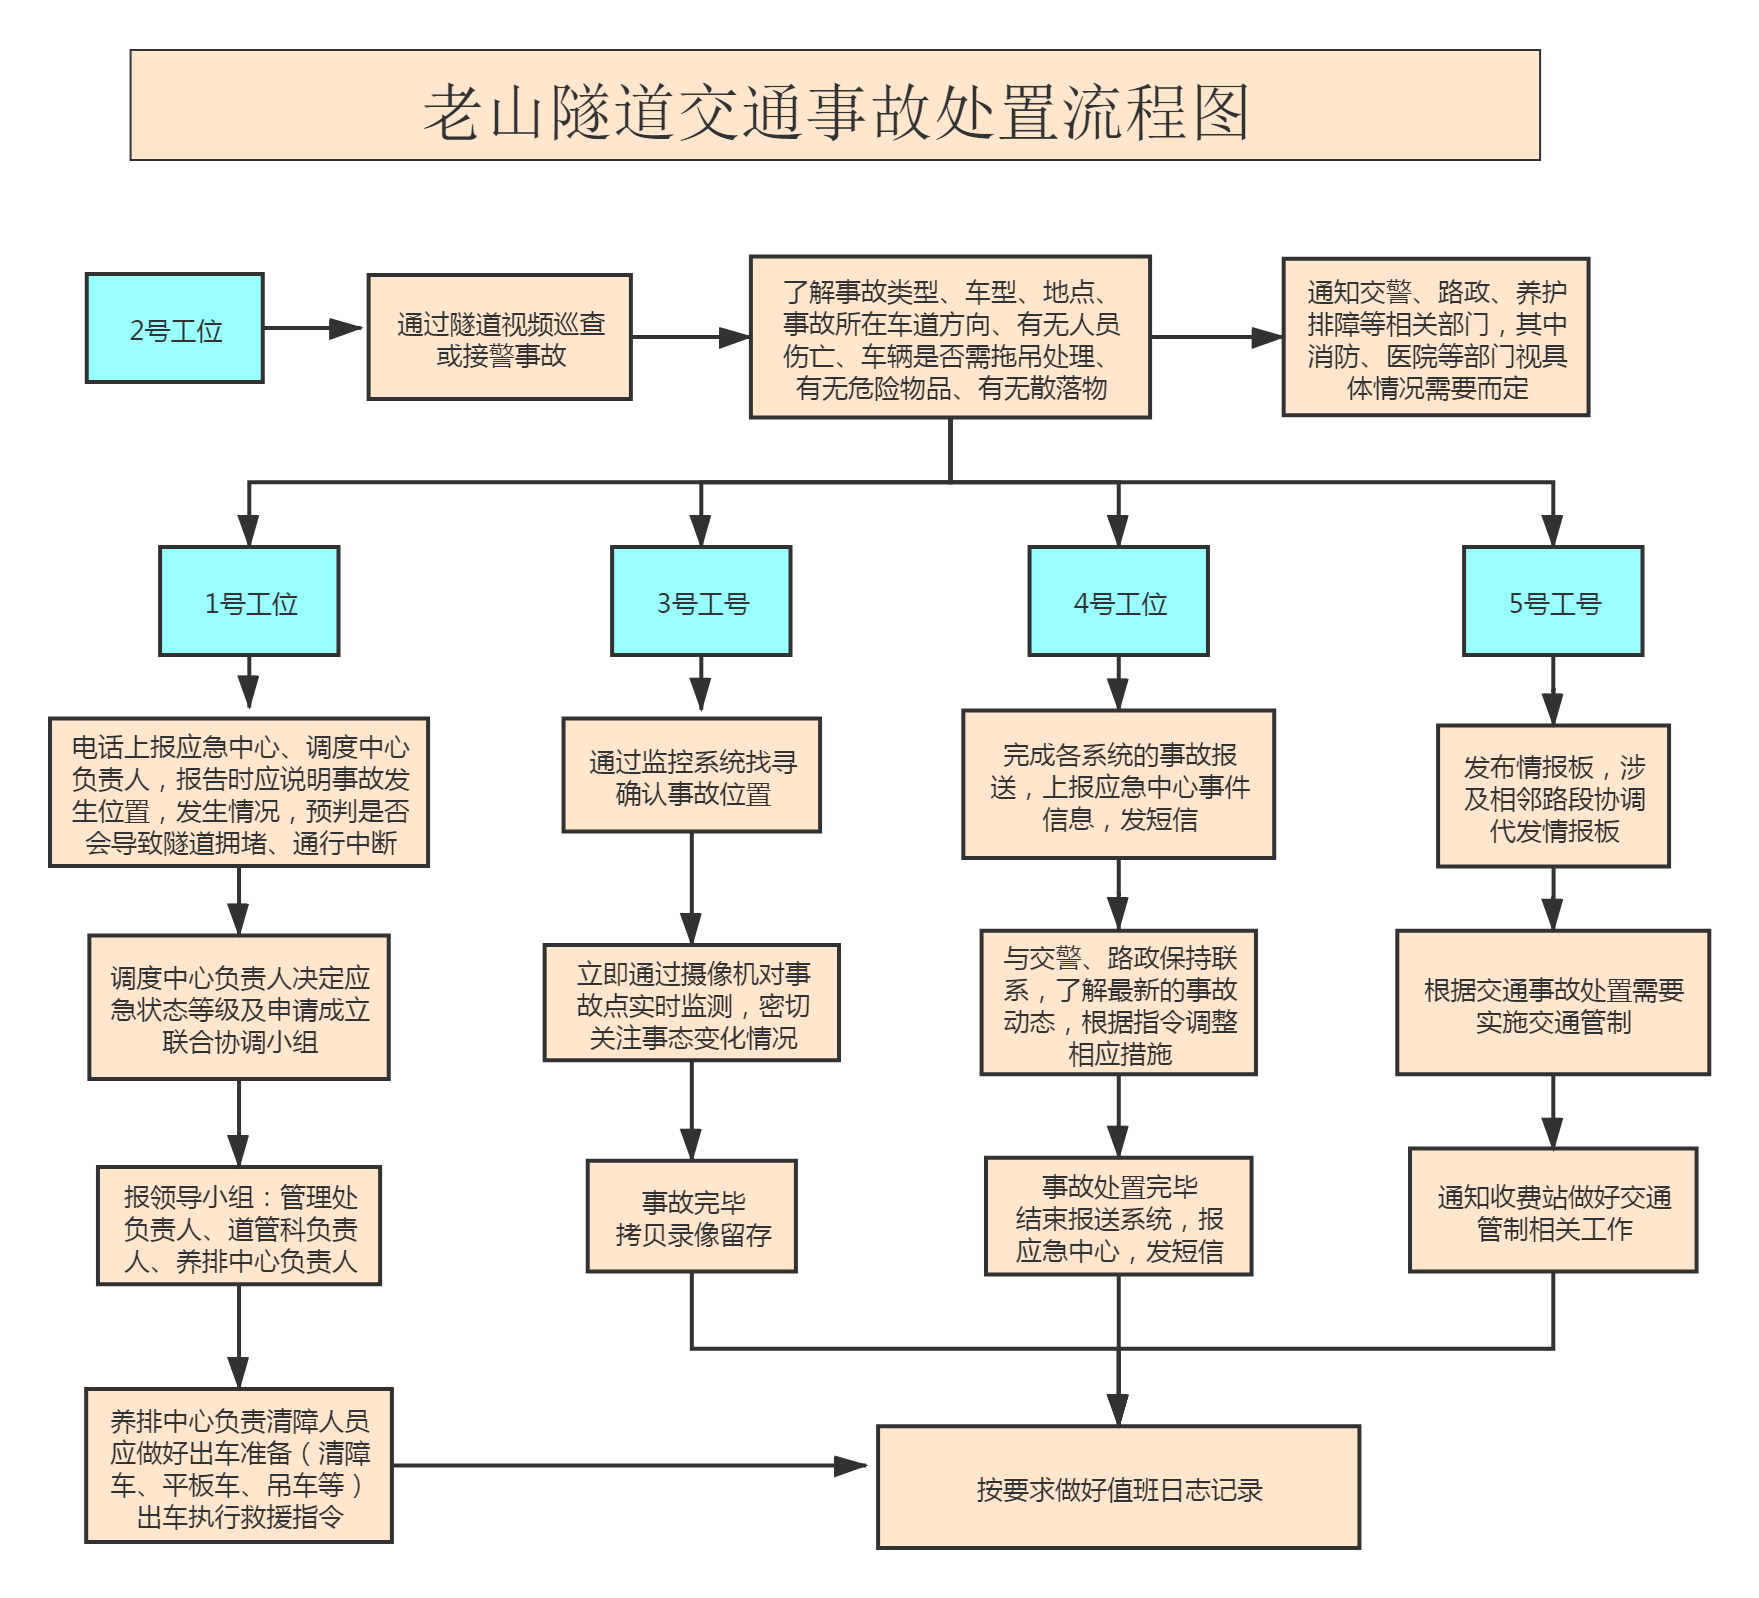 老山隧道交通事故处置流程图
2号工位
通过隧道视频巡查
或接警事故
了解事故类型、车型、地点、
事故所在车道方向、有无人员
伤亡、车辆是否需拖吊处理、
有无危险物品、有无散落物
通知交警、路政、养护
排障等相关部门，其中
消防、医院等部门视具
体情况需要而定
1号工位
3号工号
4号工位
5号工号
电话上报应急中心、调度中心
负责人，报告时应说明事故发
生位置，发生情况，预判是否
会导致隧道拥堵、通行中断
通过监控系统找寻
确认事故位置
完成各系统的事故报
送，上报应急中心事件
信息，发短信
发布情报板，涉
及相邻路段协调
代发情报板
调度中心负责人决定应
急状态等级及申请成立
联合协调小组
立即通过摄像机对事
故点实时监测，密切
关注事态变化情况
与交警、路政保持联
系，了解最新的事故
动态，根据指令调整
相应措施
根据交通事故处置需要
实施交通管制
报领导小组：管理处
负责人、道管科负责
人、养排中心负责人
事故完毕
拷贝录像留存
事故处置完毕
结束报送系统，报
应急中心，发短信
通知收费站做好交通
管制相关工作
养排中心负责清障人员
应做好出车准备（清障
车、平板车、吊车等）
出车执行救援指令
按要求做好值班日志记录